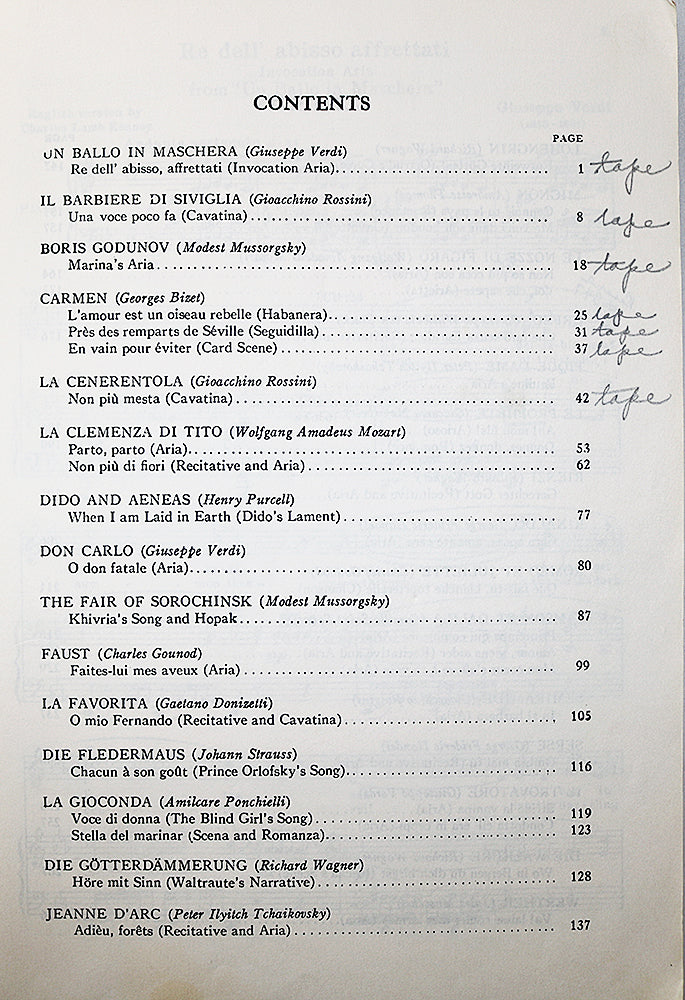 CONTENTS
PAGE
UN BALLO IN MASCHERA (Giuseppe Verdi)
Re dell' abisso, affrettati (Invocation Aria). 1 tape
IL BARBIERE DI SIVIGLIA (Gioacchino Rossini)
Una voce poco fa (Cavatina) 8 tape
BORIS GODUNOV (Modest Mussorgsky)
Marina's Aria 18 tape
CARMEN (Georges Bizet)
L'amour est un oiseau rebelle (Habanera). 25 tape
Près des remparts de Séville (Seguidilla) 31 tape
En vain pour éviter (Card Scene) 37 tape
LA CENERENTOLA (Gioacchino Rossini)
Non più mesta (Cavatina) 42 tape
LA CLEMENZA DI TITO (Wolfgang Amadeus Mozart)
Parto, parto (Aria). 53
Non più di fiori (Recitative and Aria) 62
DIDO AND AENEAS (Henry Purcell)
When I am Laid in Earth (Dido's Lament) 77
DON CARLO (Giuseppe Verdi)
O don fatale (Aria). 80
THE FAIR OF SOROCHINSK (Modest Mussorgsky)
Khivria's Song and Hopak 87
FAUST (Charles Gounod)
Faites-lui mes aveux (Aria) 99
LA FAVORITA (Gaetano Donizetti)
O mio Fernando (Recitative and Cavatina) 105
DIE FLEDERMAUS (Johann Strauss)
Chacun à son goût (Prince Orlofsky's Song). 116
LA GIOCONDA (Amilcare Ponchielli)
Voce di donna (The Blind Girl's Song) 119
Stella del marinar (Scena and Romanza). 123
DIE GÖTTERDÄMMERUNG (Richard Wagner)
Höre mit Sinn (Waltraute's Narrative) 128
JEANNE D'ARC (Peter Ilyitch Tchaikovsky)
Adièu, forêts (Recitative and Aria) 137